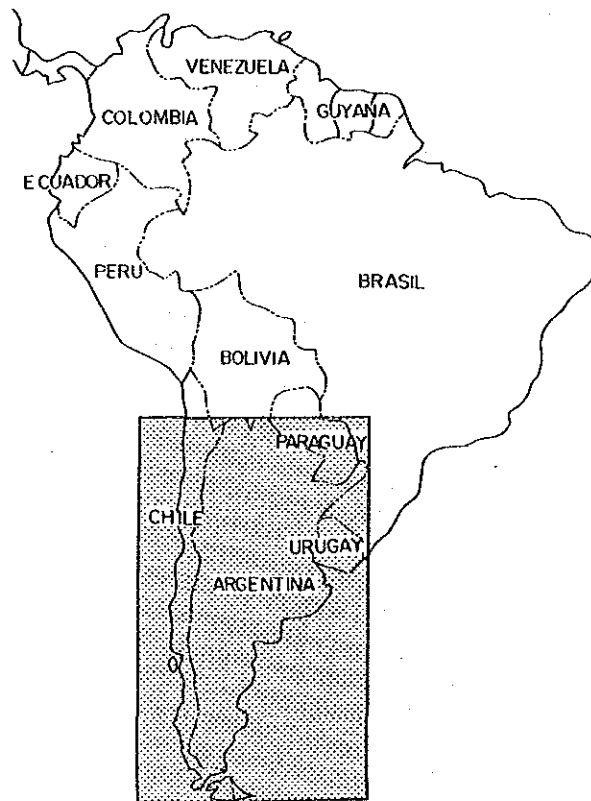 VENEZUELA
GUYANA
COLOMBIA
ECUADOR
PERU
BRASIL
BOLIVIA
PARAGUAY
CHILE
URUGAY
ARGENTINA